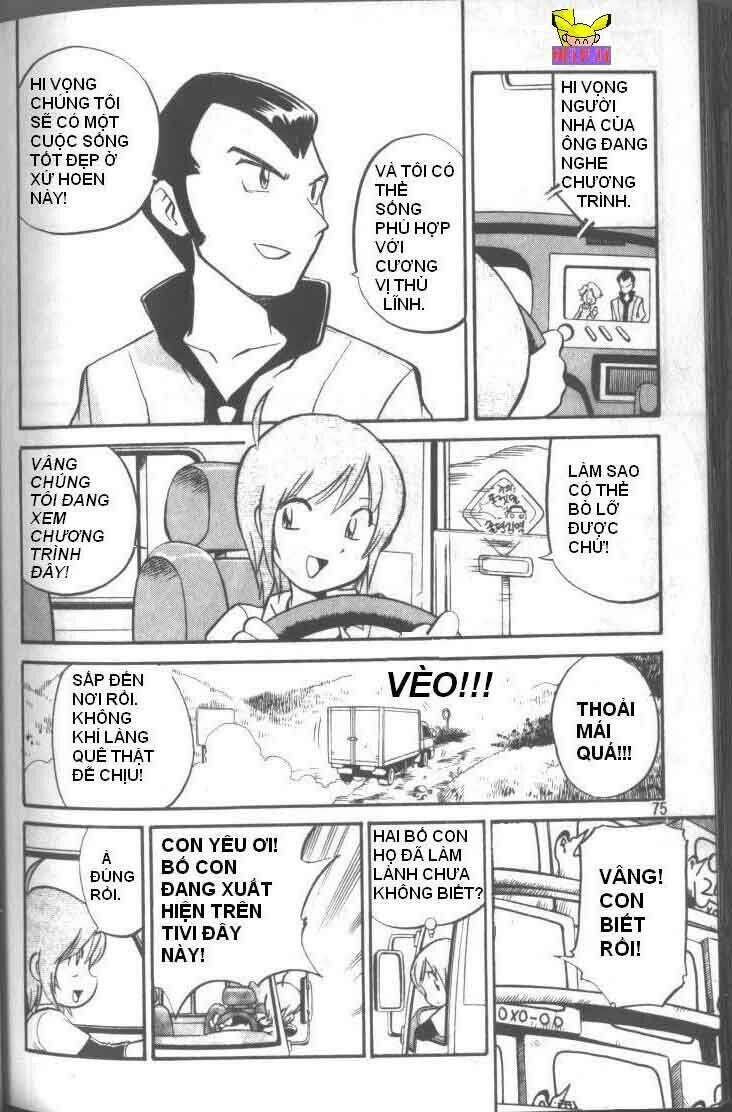 HI VỌNG
CHÚNG TÔI
SẼ CÓ MỘT
CUỘC SỐNG
TỐT ĐẸP Ở
XỨ HOEN
NÀY!
VÀ TÔI CÓ
THỂ
SỐNG
PHÙ HỢP
VỚI
CƯƠNG
VỊ THỦ
LĨNH.
HI VỌNG
NGƯỜI
NHÀ CỦA
ÔNG ĐANG
NGHE
CHƯƠNG
TRÌNH.
VÂNG
CHÚNG
TÔI ĐANG
XEM
CHƯƠNG
TRÌNH
ĐÂY!
LÀM SAO
CÓ THỂ
BỎ LỠ
ĐƯỢC
CHỨ!
SẮP ĐẾN
NƠI RỒI.
KHÔNG
KHÍ LÀNG
QUÊ THẬT
DỄ CHỊU!
VÈO!!!
THOẢI
MÁI
QUÁ!!!
75
À
ĐÚNG
RỒI.
CON YÊU ƠI!
BỐ CON
ĐANG XUẤT
HIỆN TRÊN
TIVI ĐÂY
NÀY!
HAI BỐ CON
HỌ ĐÃ LÀM
LÀNH CHƯA
KHÔNG BIẾT?
VÂNG!
CON
BIẾT
RỒI!